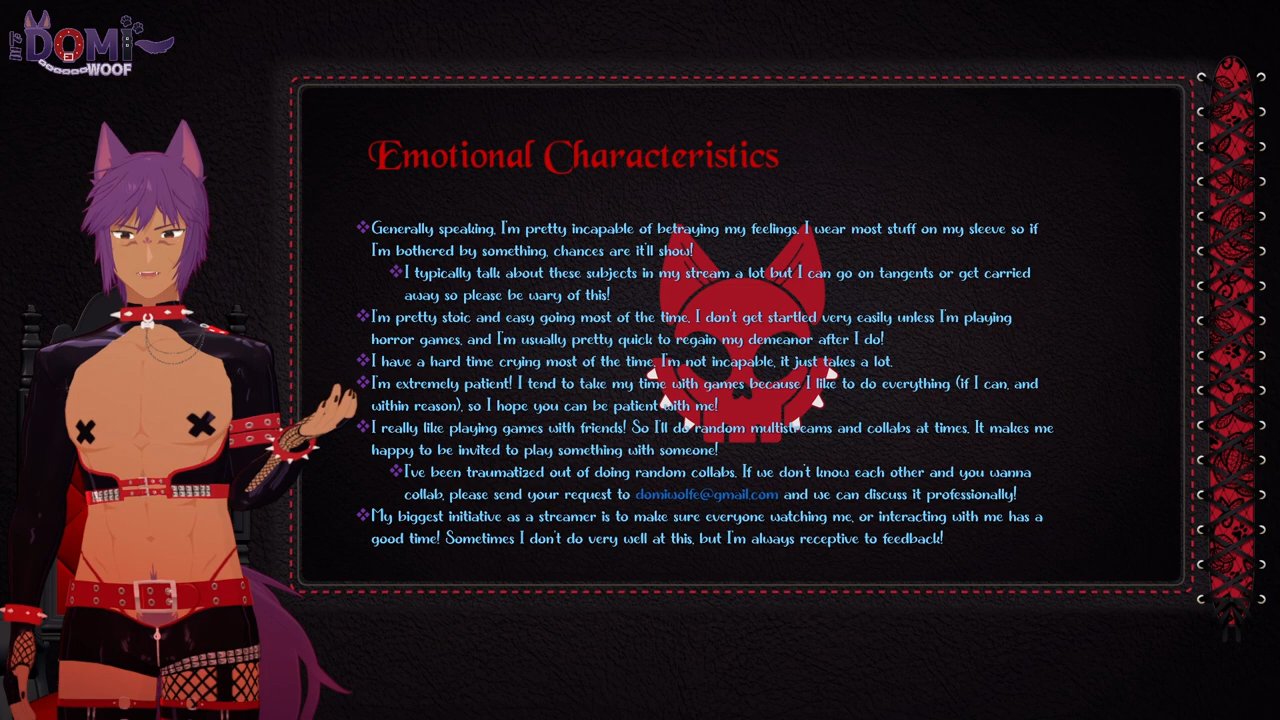 ItzDOMi
WOOF
Emotional Characteristics
❖Generally speaking, I'm pretty incapable of betraying my feelings. I wear most stuff on my sleeve so if
I'm bothered by something, chances are it'll show!
❖I typically talk about these subjects in my stream a lot but I can go on tangents or get carried
away so please be wary of this!
❖I'm pretty stoic and easy going most of the time, I don't get startled very easily unless I'm playing
horror games, and I'm usually pretty quick to regain my demeanor after I do!
❖I have a hard time crying most of the time, I'm not incapable, it just takes a lot.
❖I'm extremely patient! I tend to take my time with games because I like to do everything (if I can, and
within reason), so I hope you can be patient with me!
❖I really like playing games with friends! So I'll do random multistreams and collabs at times. It makes me
happy to be invited to play something with someone!
❖I've been traumatized out of doing random collabs. If we don't know each other and you wanna
collab, please send your request to domiwolfe@gmail.com and we can discuss it professionally!
❖My biggest initiative as a streamer is to make sure everyone watching me, or interacting with me has a
good time! Sometimes I don't do very well at this, but I'm always receptive to feedback!